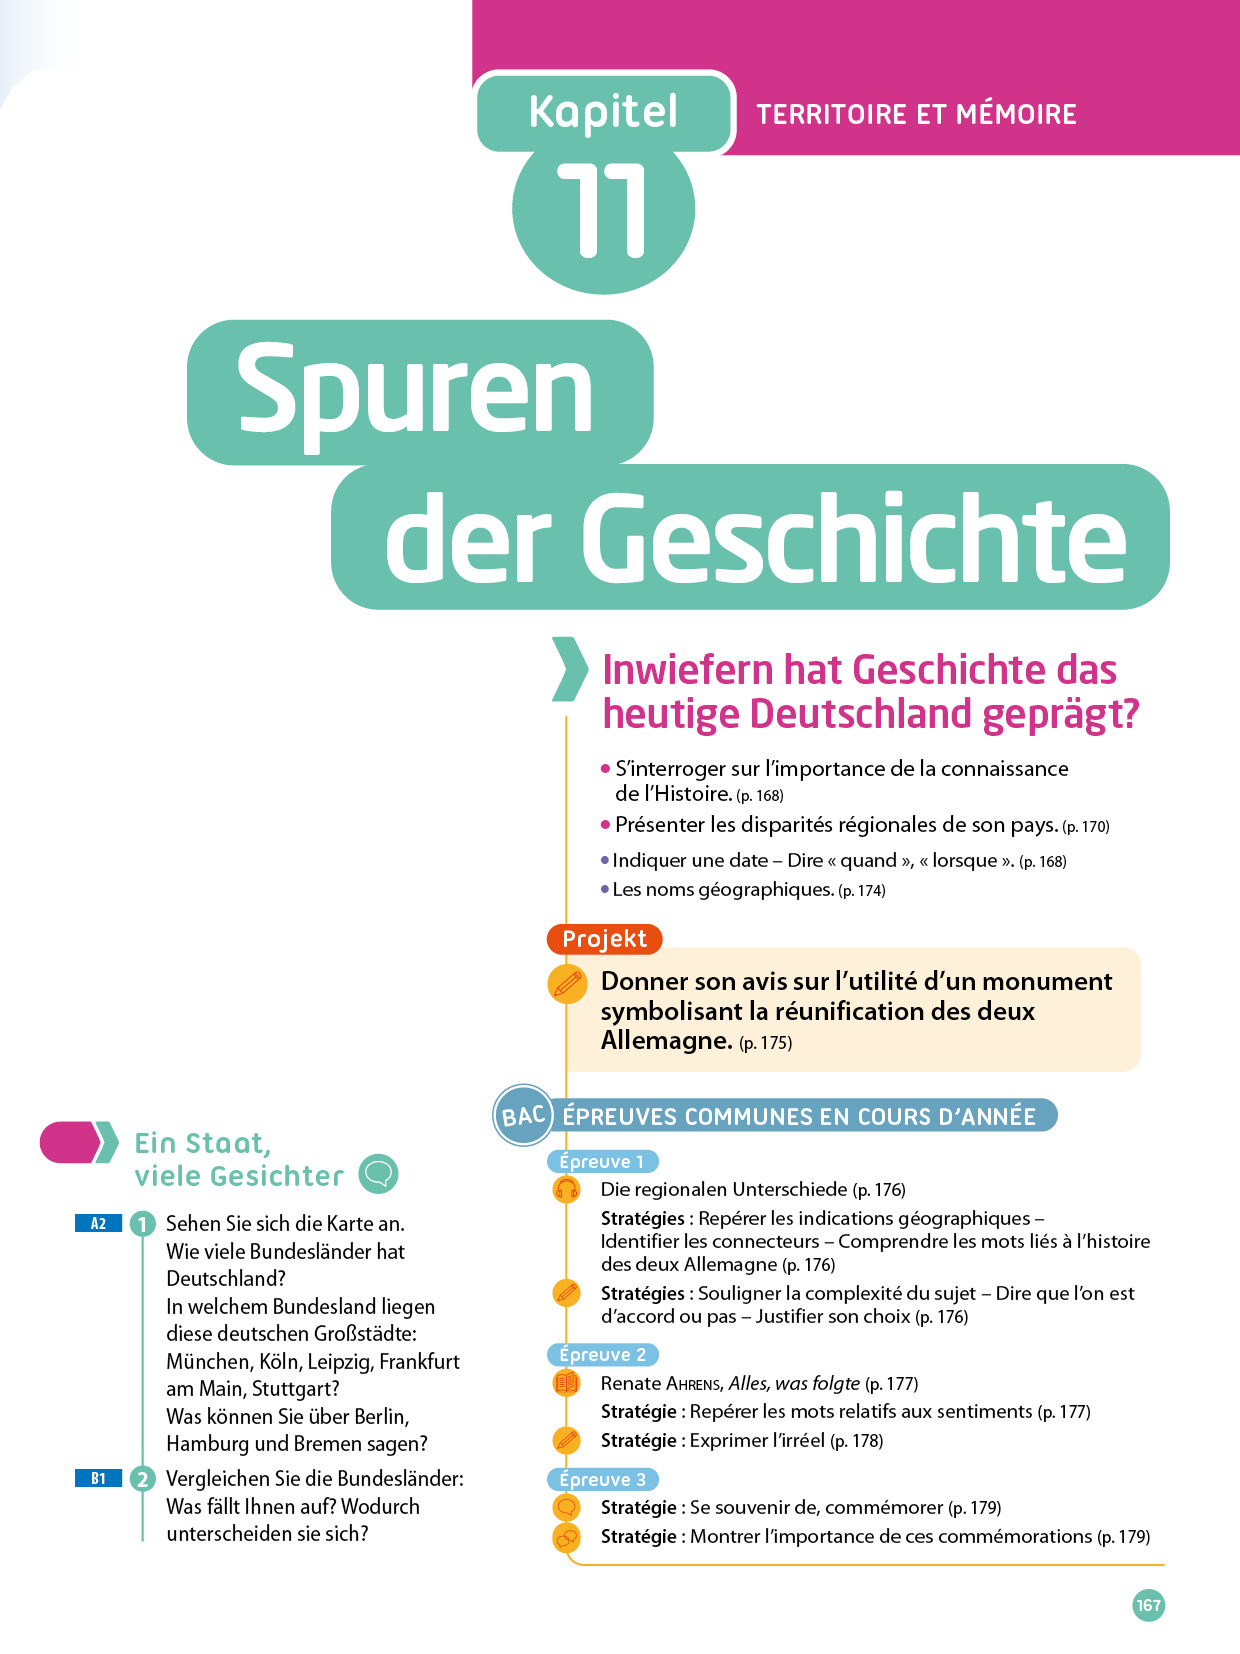 Kapitel
11
TERRITOIRE ET MÉMOIRE
Spuren
der Geschichte
Inwiefern hat Geschichte das
heutige Deutschland geprägt?
• S’interroger sur l’importance de la connaissance
de l’Histoire. (p. 168)
• Présenter les disparités régionales de son pays. (p. 170)
• Indiquer une date – Dire « quand », « lorsque ». (p. 168)
• Les noms géographiques. (p. 174)
Projekt
Donner son avis sur l’utilité d’un monument
symbolisant la réunification des deux
Allemagne. (p. 175)
BAC ÉPREUVES COMMUNES EN COURS D’ANNÉE
Épreuve 1
Die regionalen Unterschiede (p. 176)
Stratégies : Repérer les indications géographiques –
Identifier les connecteurs – Comprendre les mots liés à l’histoire
des deux Allemagne (p. 176)
Stratégies : Souligner la complexité du sujet – Dire que l’on est
d’accord ou pas – Justifier son choix (p. 176)
Épreuve 2
Renate AHRENS, Alles, was folgte (p. 177)
Stratégie : Repérer les mots relatifs aux sentiments (p. 177)
Stratégie : Exprimer l’irréel (p. 178)
Épreuve 3
Stratégie : Se souvenir de, commémorer (p. 179)
Stratégie : Montrer l’importance de ces commémorations (p. 179)
Ein Staat,
viele Gesichter
A2 1 Sehen Sie sich die Karte an.
Wie viele Bundesländer hat
Deutschland?
In welchem Bundesland liegen
diese deutschen Großstädte:
München, Köln, Leipzig, Frankfurt
am Main, Stuttgart?
Was können Sie über Berlin,
Hamburg und Bremen sagen?
B1 2 Vergleichen Sie die Bundesländer:
Was fällt Ihnen auf? Wodurch
unterscheiden sie sich?
167